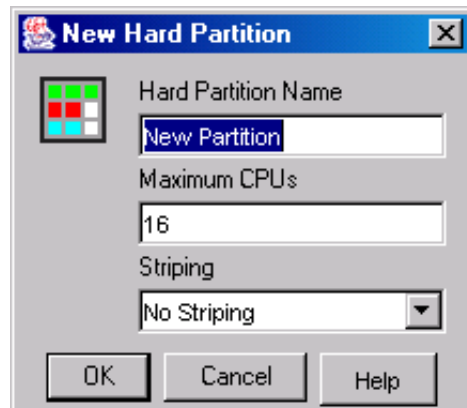 New Hard Partition
Hard Partition Name
New Partition
Maximum CPUs
16
Striping
No Striping
OK Cancel Help